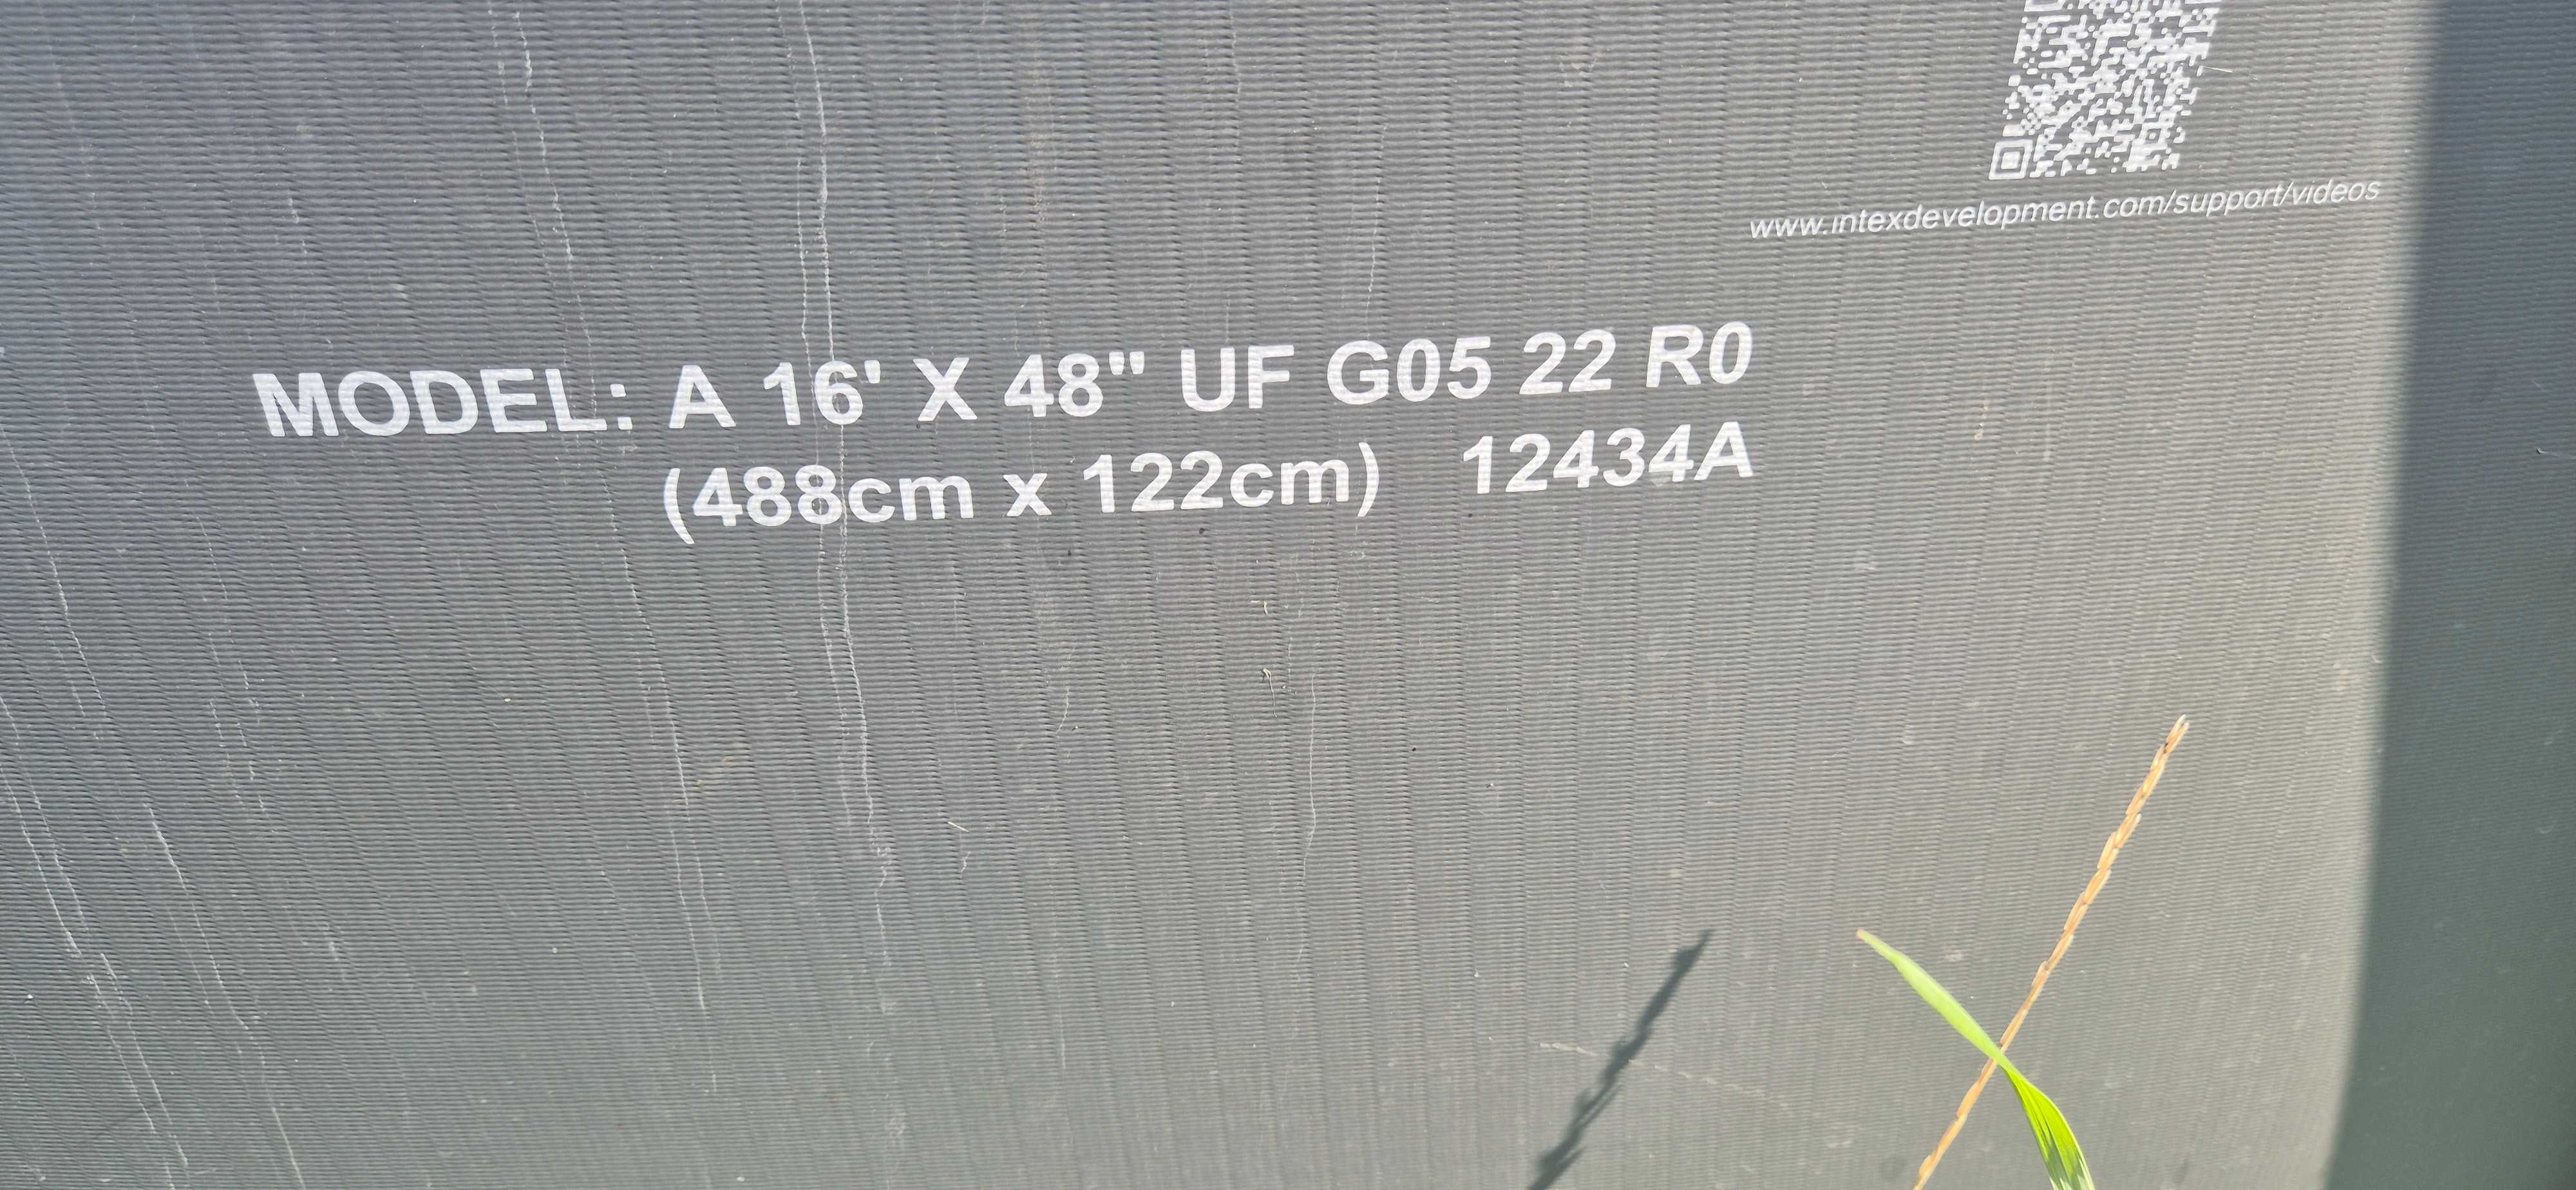 www.intexdevelopment.com/support/videos
MODEL: A 16' X 48" UF G05 22 R0
(488cm x 122cm) 12434A